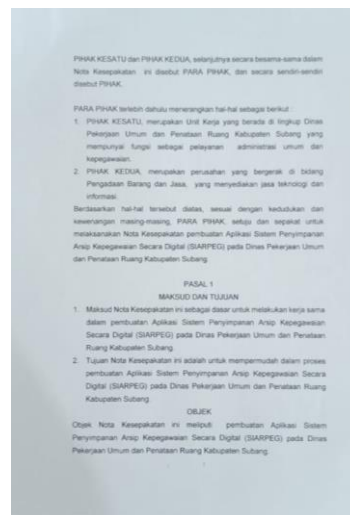 PIHAK KESATU dan PIHAK KEDUA, selanjutnya secara besama-sama dalam
Nota Kesepakatan ini disebut PARA PIHAK, dan secara sendiri-sendiri
disebut PIHAK.
PARA PIHAK terlebih dahulu menerangkan hal-hal sebagai berikut :
1. PIHAK KESATU, merupakan Unit Kerja yang berada di lingkup Dinas
Pekerjaan Umum dan Penataan Ruang Kabupaten Subang yang
mempunyai fungsi sebagai pelayanan administrasi umum dan
kepegawaian.
2. PIHAK KEDUA, merupakan perusahan yang bergerak di bidang
Pengadaan Barang dan Jasa, yang menyediakan jasa teknologi dan
informasi.
Berdasarkan hal-hal tersebut diatas, sesuai dengan kedudukan dan
kewenangan masing-masing, PARA PIHAK, setuju dan sepakat untuk
melaksanakan Nota Kesepakatan pembuatan Aplikasi Sistem Penyimpanan
Arsip Kepegawaian Secara Digital (SIARPEG) pada Dinas Pekerjaan Umum
dan Penataan Ruang Kabupaten Subang.
PASAL 1
MAKSUD DAN TUJUAN
1. Maksud Nota Kesepakatan ini sebagai dasar untuk melakukan kerja sama
dalam pembuatan Aplikasi Sistem Penyimpanan Arsip Kepegawaian
Secara Digital (SIARPEG) pada Dinas Pekerjaan Umum dan Penataan
Ruang Kabupaten Subang.
2. Tujuan Nota Kesepakatan ini adalah untuk mempermudah dalam proses
pembuatan Aplikasi Sistem Penyimpanan Arsip Kepegawaian Secara
Digital (SIARPEG) pada Dinas Pekerjaan Umum dan Penataan Ruang
Kabupaten Subang.
OBJEK
Objek Nota Kesepakatan ini meliputi pembuatan Aplikasi Sistem
Penyimpanan Arsip Kepegawaian Secara Digital (SIARPEG) pada Dinas
Pekerjaan Umum dan Penataan Ruang Kabupaten Subang.